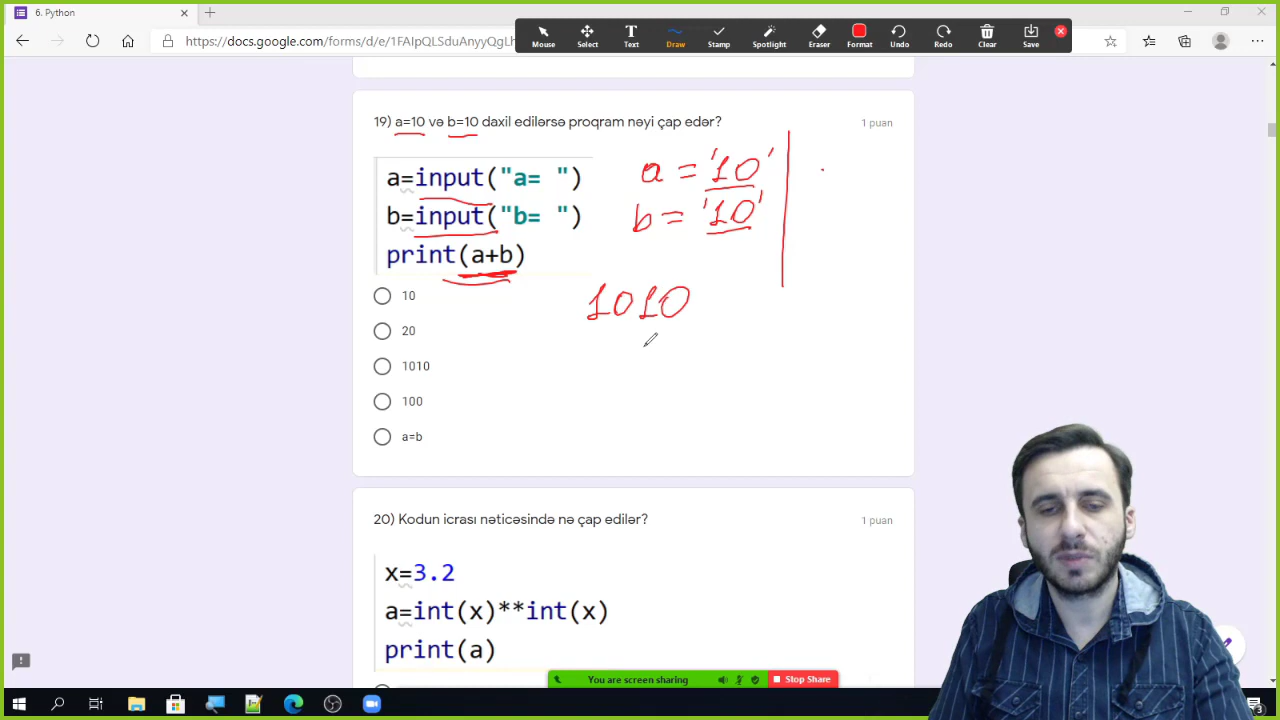 6. Python
https://docs.google.com/forms/d/e/1FAIpQLSduAnyyQgLh
Mouse Select Text Draw Stamp Spotlight Eraser Format Undo Redo Clear Save
19) a=10 və b=10 daxil edilərsə proqram nəyi çap edər?
1 puan
a=input("a= ")
b=input("b= ")
print(a+b)
a = '10'
b = '10'
1010
10
20
1010
100
a=b
20) Kodun icrası nəticəsində nə çap edilər?
1 puan
x=3.2
a=int(x)**int(x)
print(a)
You are screen sharing
Stop Share
3